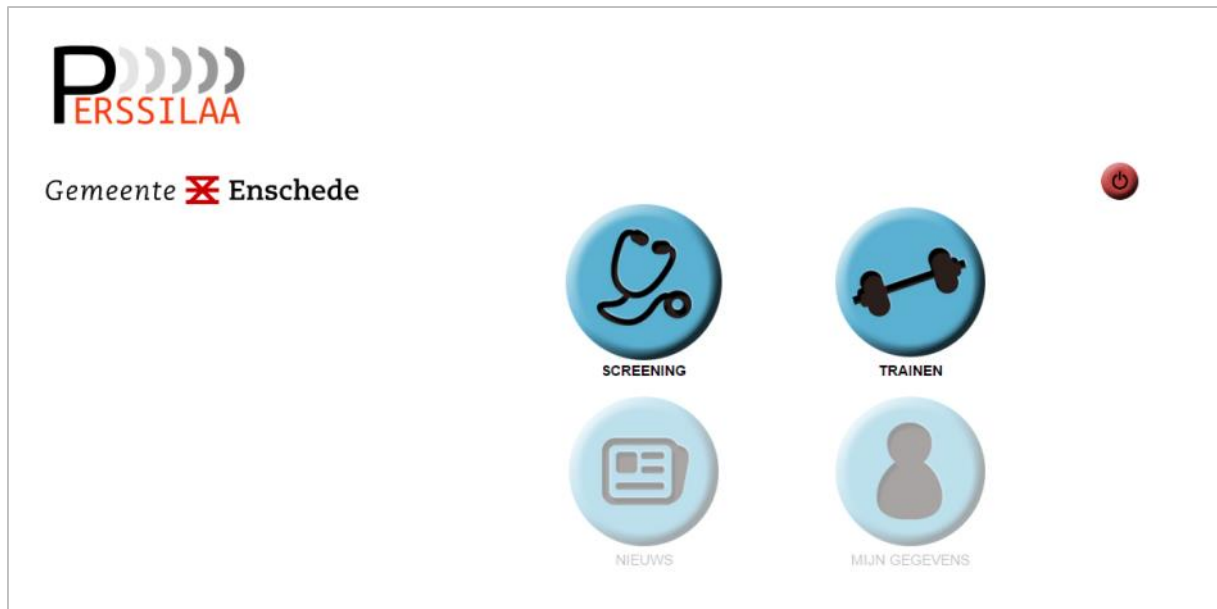 PERSSILAA
Gemeente Enschede
SCREENING
TRAINEN
NIEUWS
MIJN GEGEVENS